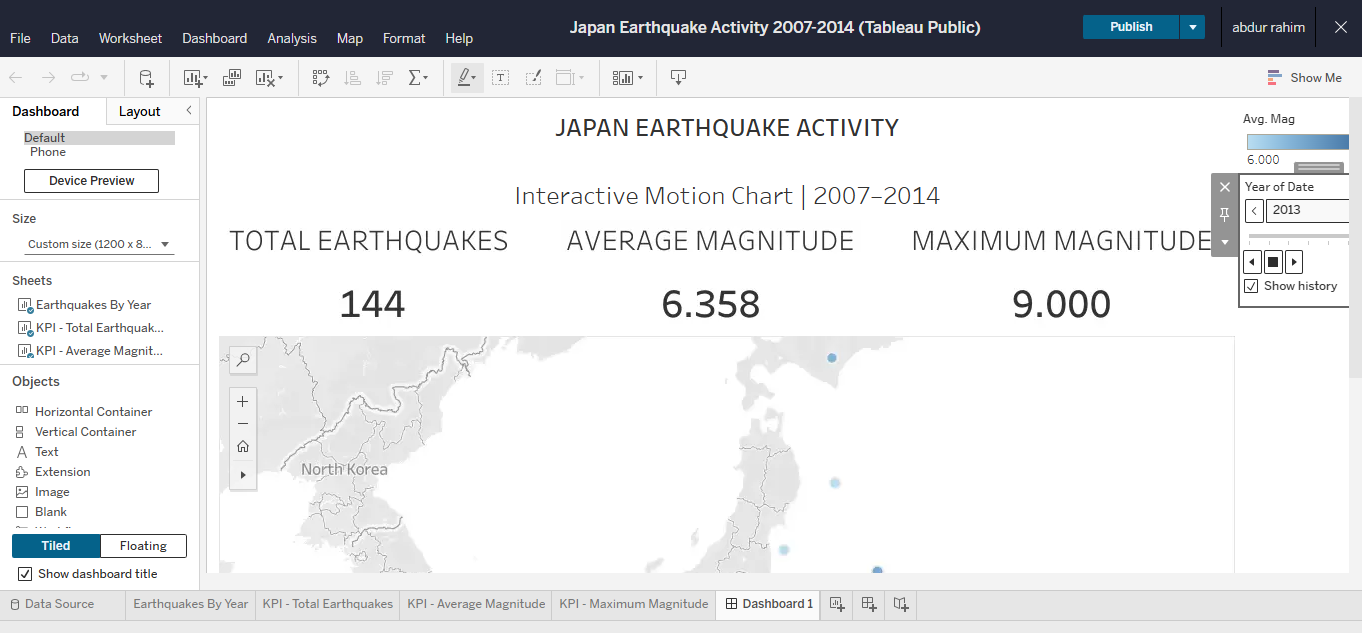 Japan Earthquake Activity 2007-2014 (Tableau Public)
Publish
abdur rahim
File Data Worksheet Dashboard Analysis Map Format Help
Show Me
Dashboard Layout
Default
Phone
Device Preview
Size
Custom size (1200 x 8...
Sheets
Earthquakes By Year
KPI - Total Earthquak...
KPI - Average Magnit...
Objects
Horizontal Container
Vertical Container
Text
Extension
Image
Blank
Tiled Floating
Show dashboard title
JAPAN EARTHQUAKE ACTIVITY
Interactive Motion Chart | 2007–2014
TOTAL EARTHQUAKES AVERAGE MAGNITUDE MAXIMUM MAGNITUDE
144 6.358 9.000
North Korea
Avg. Mag
6.000
Year of Date
2013
Show history
Data Source Earthquakes By Year KPI - Total Earthquakes KPI - Average Magnitude KPI - Maximum Magnitude Dashboard 1